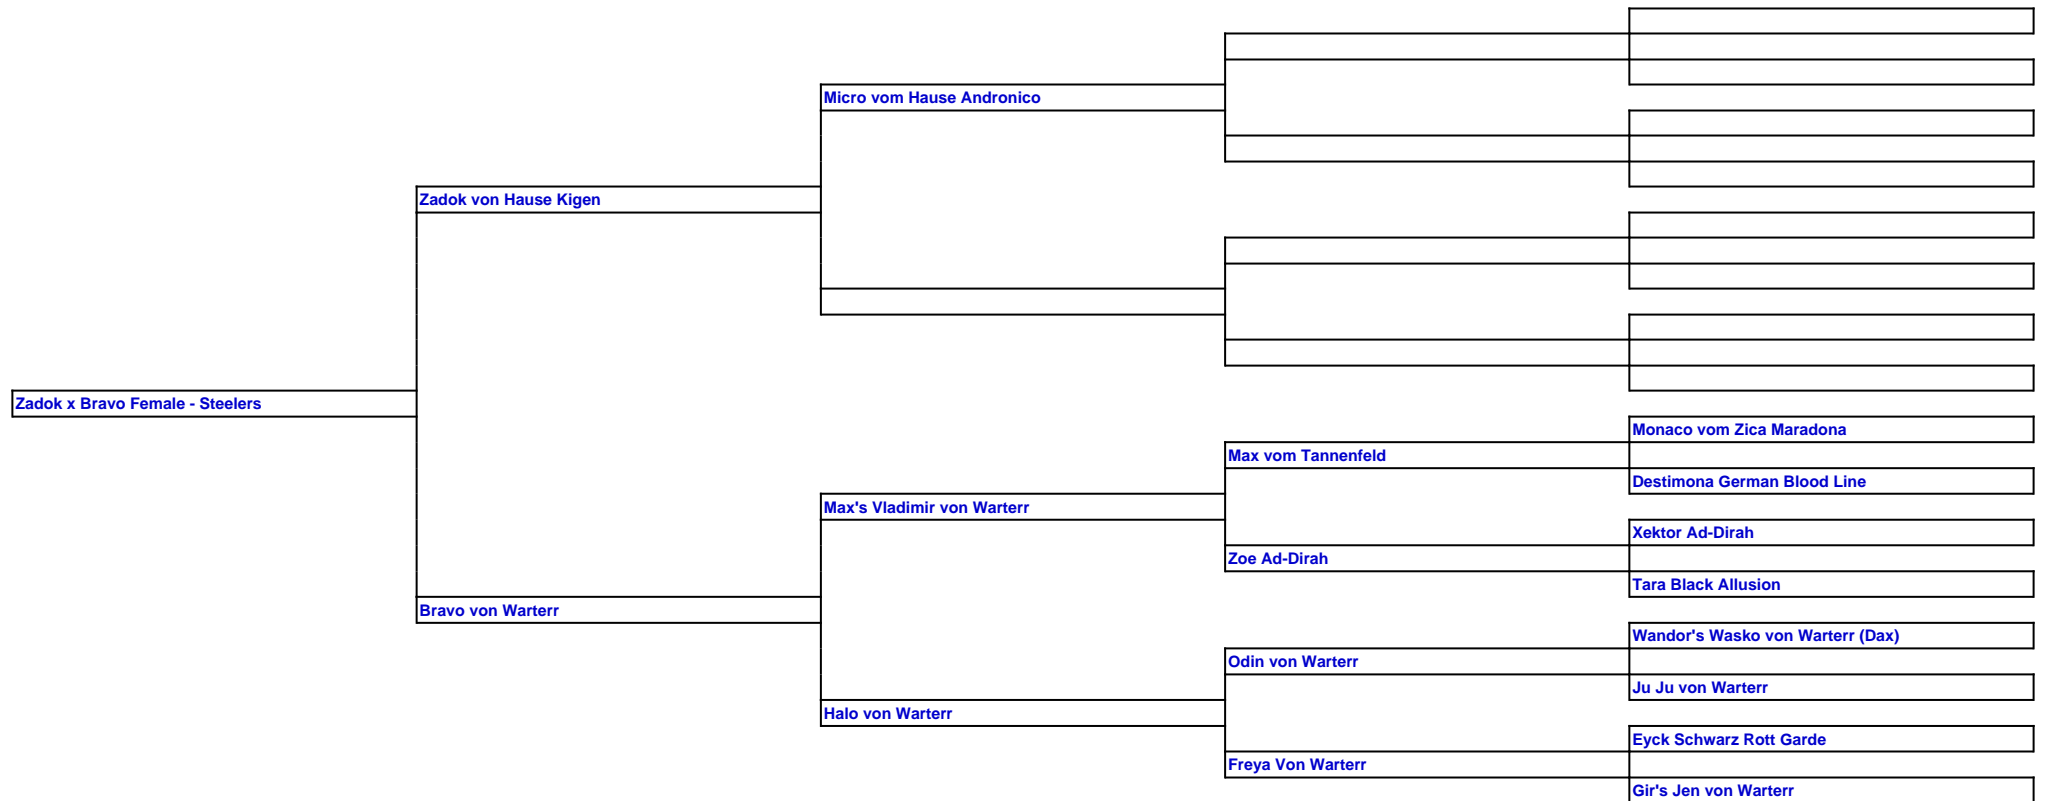 Micro vom Hause Andronico
Zadok von Hause Kigen
Zadok x Bravo Female - Steelers
Monaco vom Zica Maradona
Max vom Tannenfeld
Destimona German Blood Line
Max's Vladimir von Warterr
Xektor Ad-Dirah
Zoe Ad-Dirah
Tara Black Allusion
Bravo von Warterr
Wandor's Wasko von Warterr (Dax)
Odin von Warterr
Ju Ju von Warterr
Halo von Warterr
Eyck Schwarz Rott Garde
Freya Von Warterr
Gir's Jen von Warterr